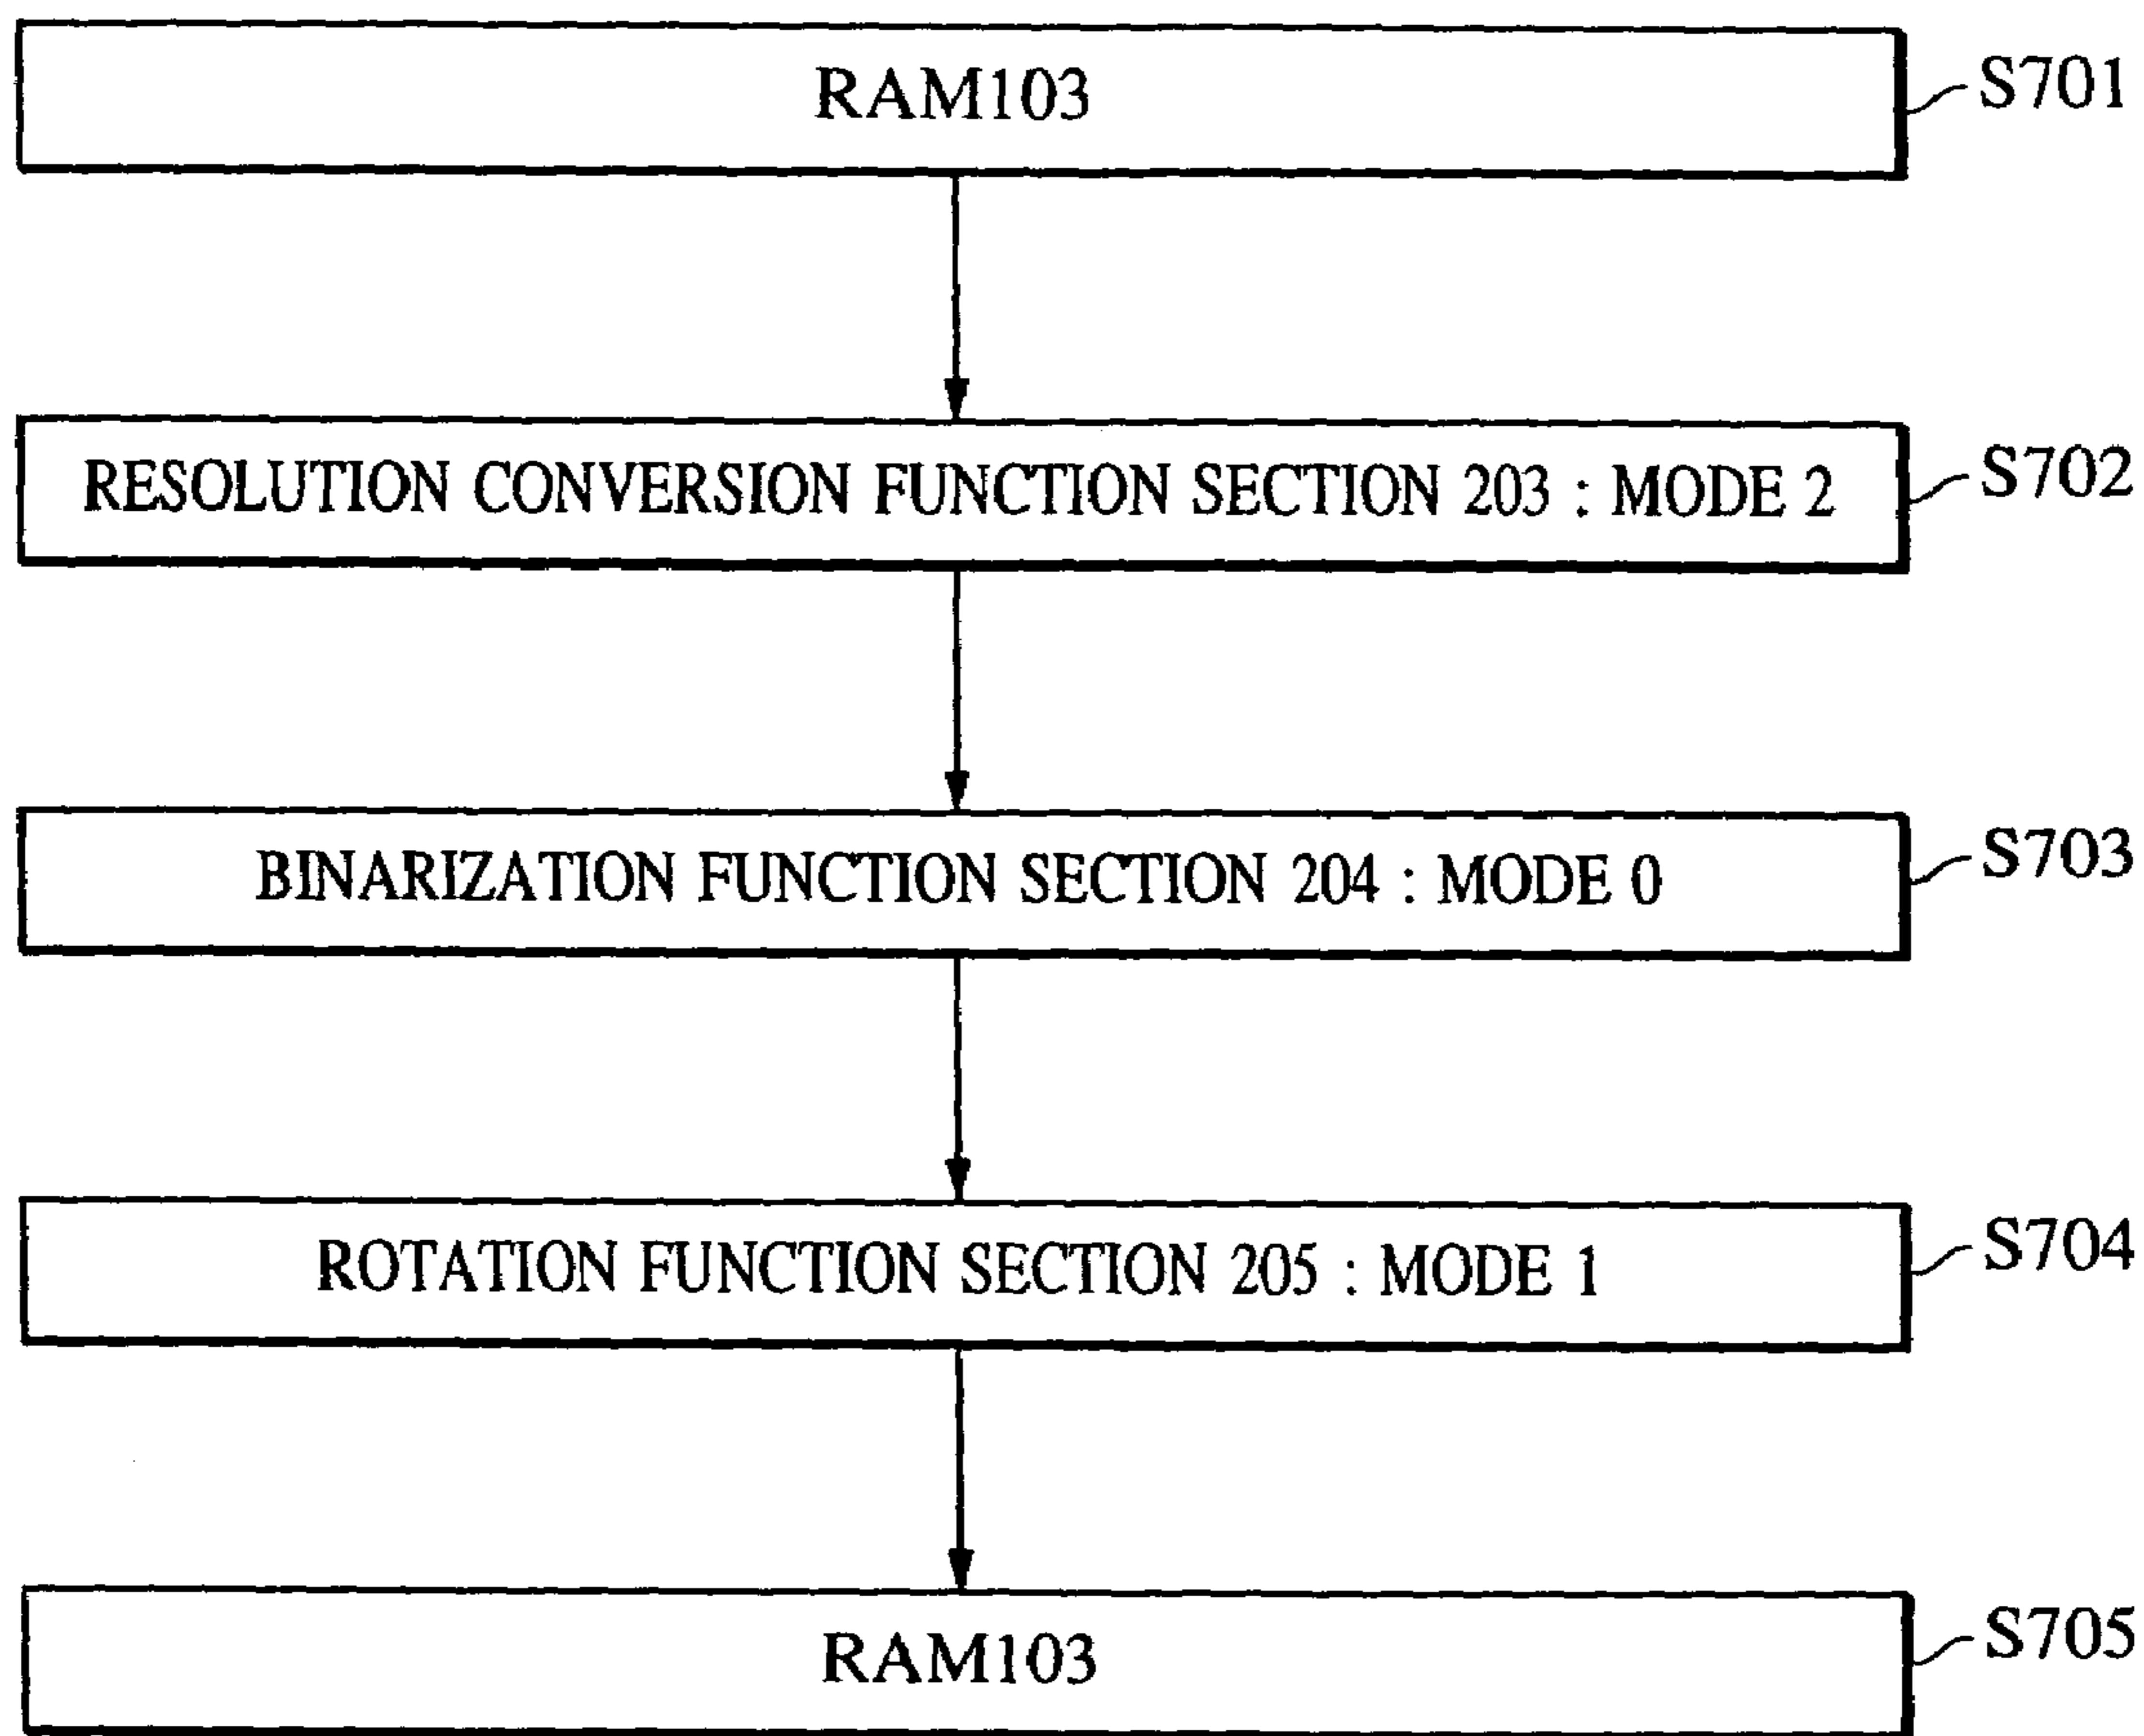 RAM103
S701
RESOLUTION CONVERSION FUNCTION SECTION 203 : MODE 2
S702
BINARIZATION FUNCTION SECTION 204 : MODE 0
S703
ROTATION FUNCTION SECTION 205 : MODE 1
S704
RAM103
S705